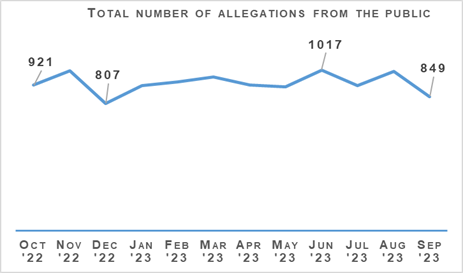 TOTAL NUMBER OF ALLEGATIONS FROM THE PUBLIC
1017
921
849
807
OCT NOV DEC JAN FEB MAR APR MAY JUN JUL AUG SEP
'22 '22 '22 '23 '23 '23 '23 '23 '23 '23 '23 '23